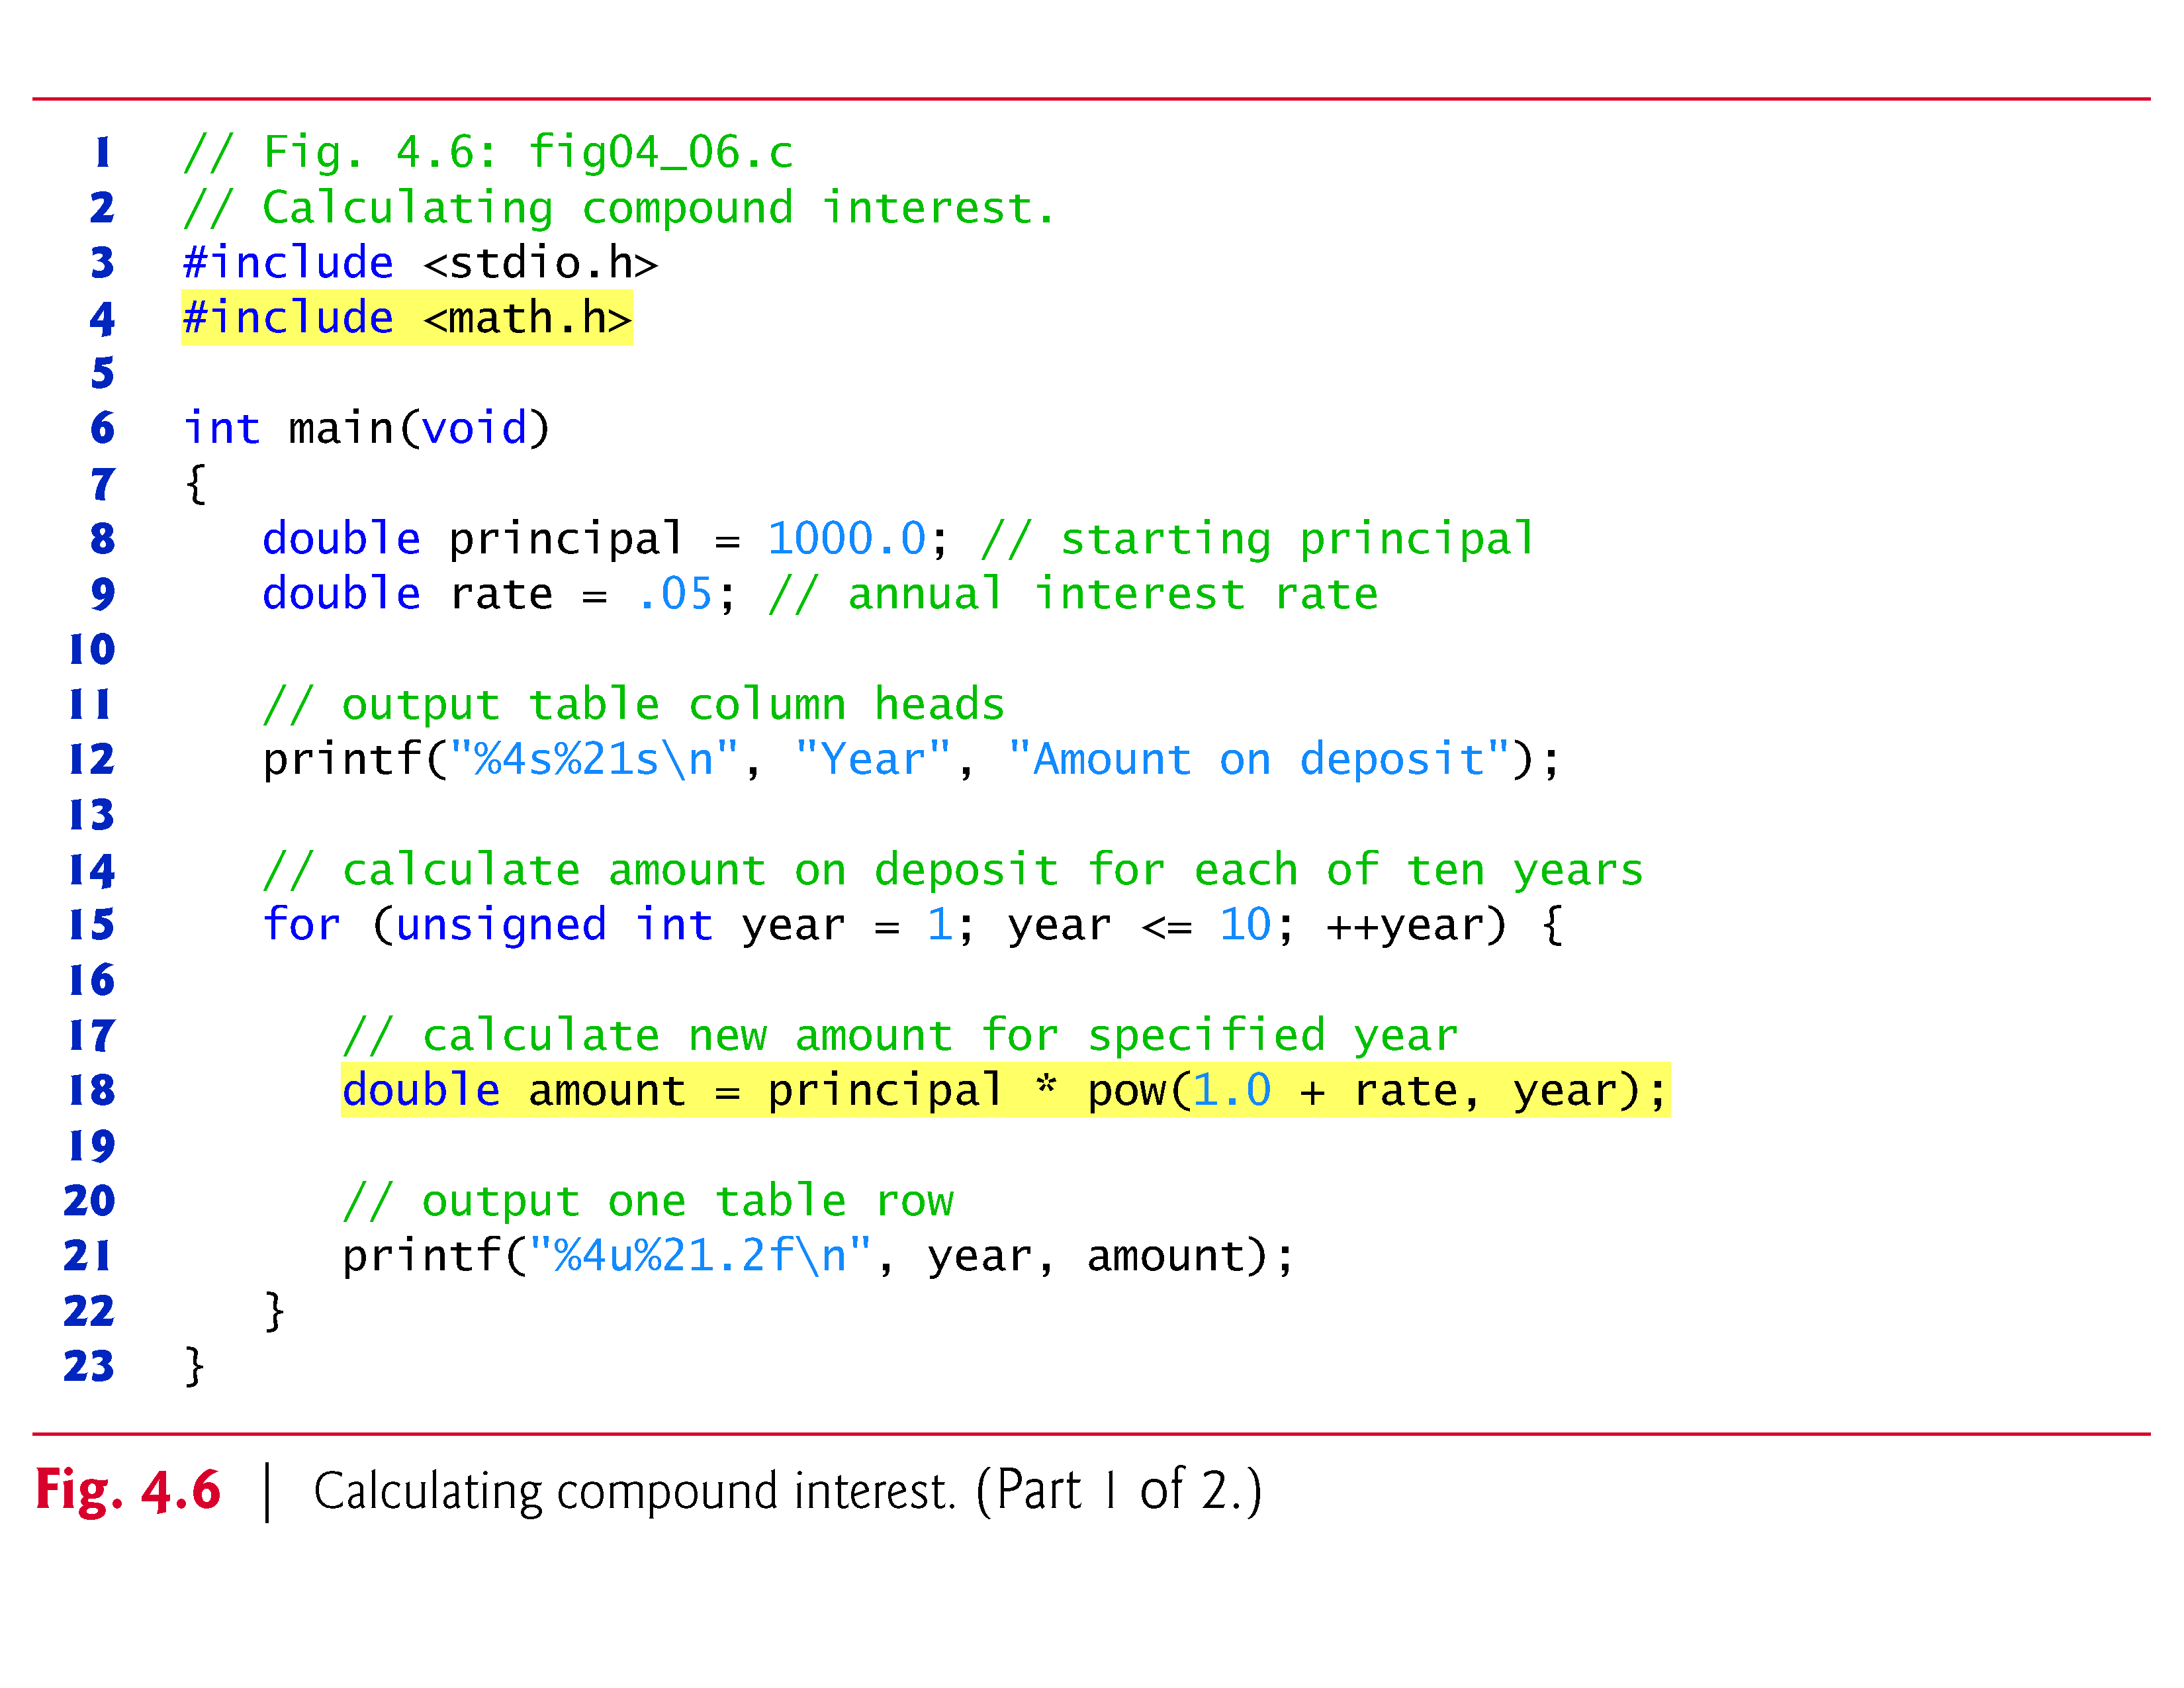 1 // Fig. 4.6: fig04_06.c
2 // Calculating compound interest.
3 #include <stdio.h>
4 #include <math.h>
5
6 int main(void)
7 {
8    double principal = 1000.0; // starting principal
9    double rate = .05; // annual interest rate
10
11    // output table column heads
12    printf("%4s%21s\n", "Year", "Amount on deposit");
13
14    // calculate amount on deposit for each of ten years
15    for (unsigned int year = 1; year <= 10; ++year) {
16
17       // calculate new amount for specified year
18       double amount = principal * pow(1.0 + rate, year);
19
20       // output one table row
21       printf("%4u%21.2f\n", year, amount);
22    }
23 }
Fig. 4.6 | Calculating compound interest. (Part 1 of 2.)